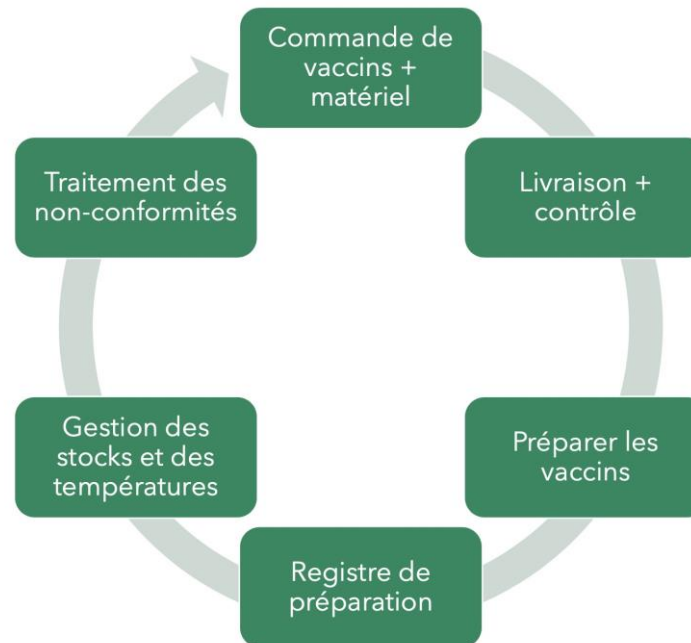 Commande de
vaccins +
matériel
Livraison +
contrôle
Préparer les
vaccins
Registre de
préparation
Gestion des
stocks et des
températures
Traitement des
non-conformités